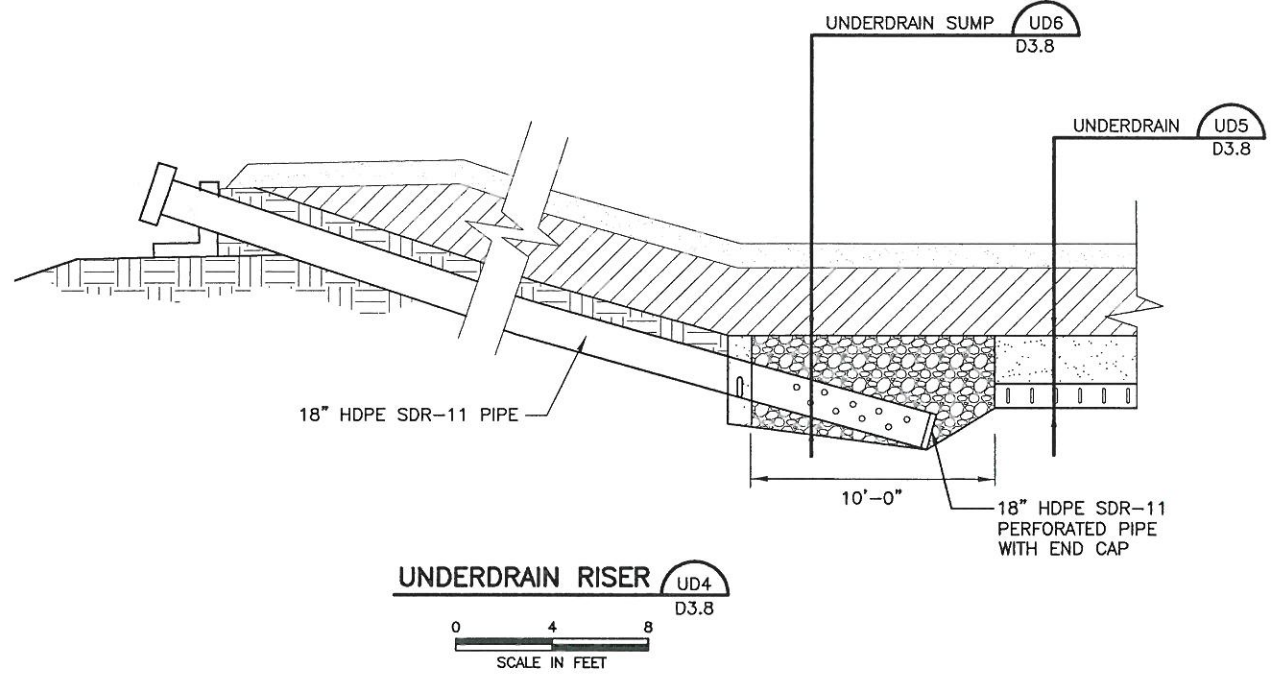 UNDERDRAIN SUMP UD6
D3.8
UNDERDRAIN UD5
D3.8
18" HDPE SDR-11 PIPE
10'-0"
18" HDPE SDR-11
PERFORATED PIPE
WITH END CAP
UNDERDRAIN RISER UD4
D3.8
0 4 8
SCALE IN FEET